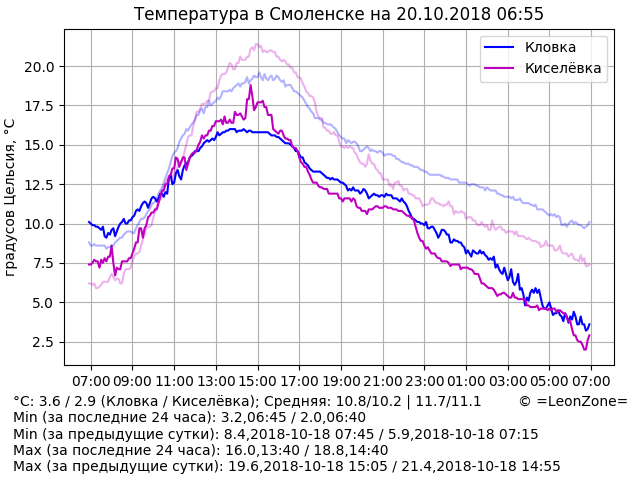 Температура в Смоленске на 20.10.2018 06:55
Кловка
Киселёвка
градусов Цельсия, °C
20.0
17.5
15.0
12.5
10.0
7.5
5.0
2.5
07:00 09:00 11:00 13:00 15:00 17:00 19:00 21:00 23:00 01:00 03:00 05:00 07:00
°C: 3.6 / 2.9 (Кловка / Киселёвка); Средняя: 10.8/10.2 | 11.7/11.1 © =LeonZone=
Min (за последние 24 часа): 3.2,06:45 / 2.0,06:40
Min (за предыдущие сутки): 8.4,2018-10-18 07:45 / 5.9,2018-10-18 07:15
Max (за последние 24 часа): 16.0,13:40 / 18.8,14:40
Max (за предыдущие сутки): 19.6,2018-10-18 15:05 / 21.4,2018-10-18 14:55